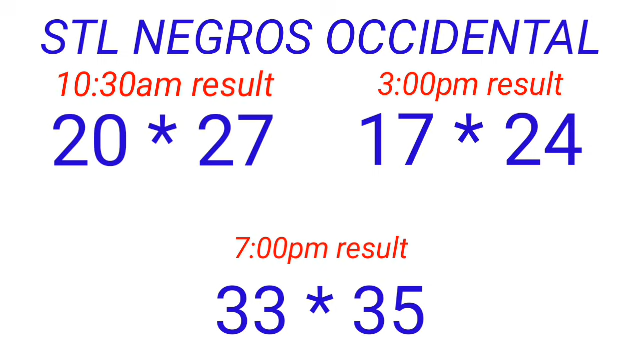 STL NEGROS OCCIDENTAL
10:30am result
20 * 27
3:00pm result
17 * 24
7:00pm result
33 * 35